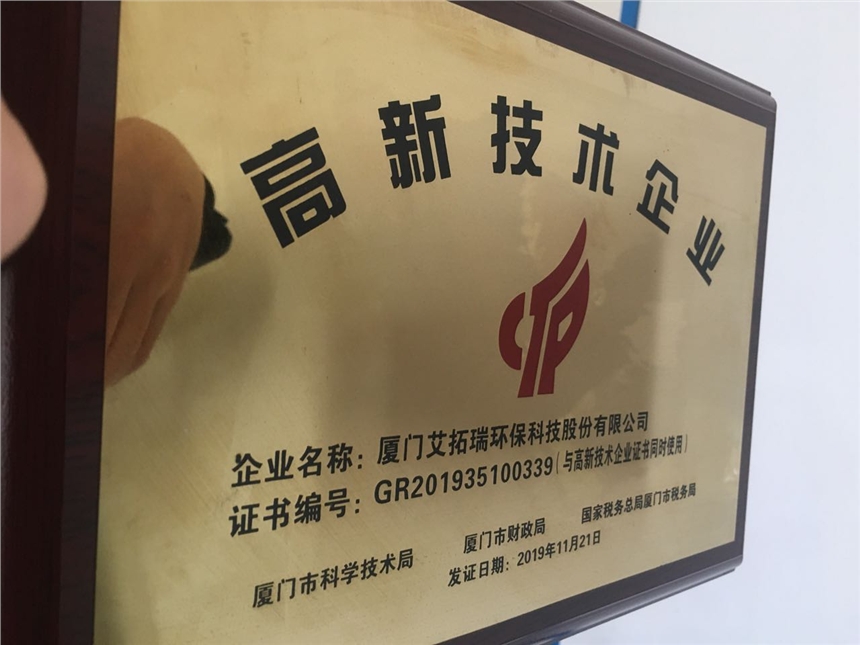 高新技术企业
CTP
企业名称：厦门艾拓瑞环保科技股份有限公司
证书编号：GR201935100339（与高新技术企业证书同时使用）
厦门市科学技术局 厦门市财政局 国家税务总局厦门市税务局
发证日期：2019年11月21日